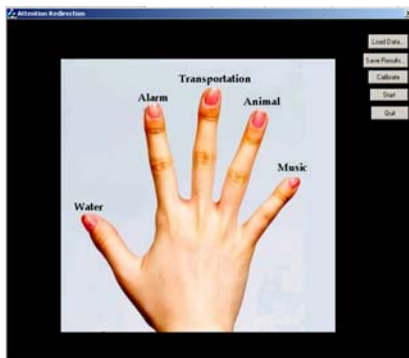 Attention Redirection
Load Data...
Save Results...
Calibrate
Start
Quit
Transportation
Alarm
Animal
Music
Water